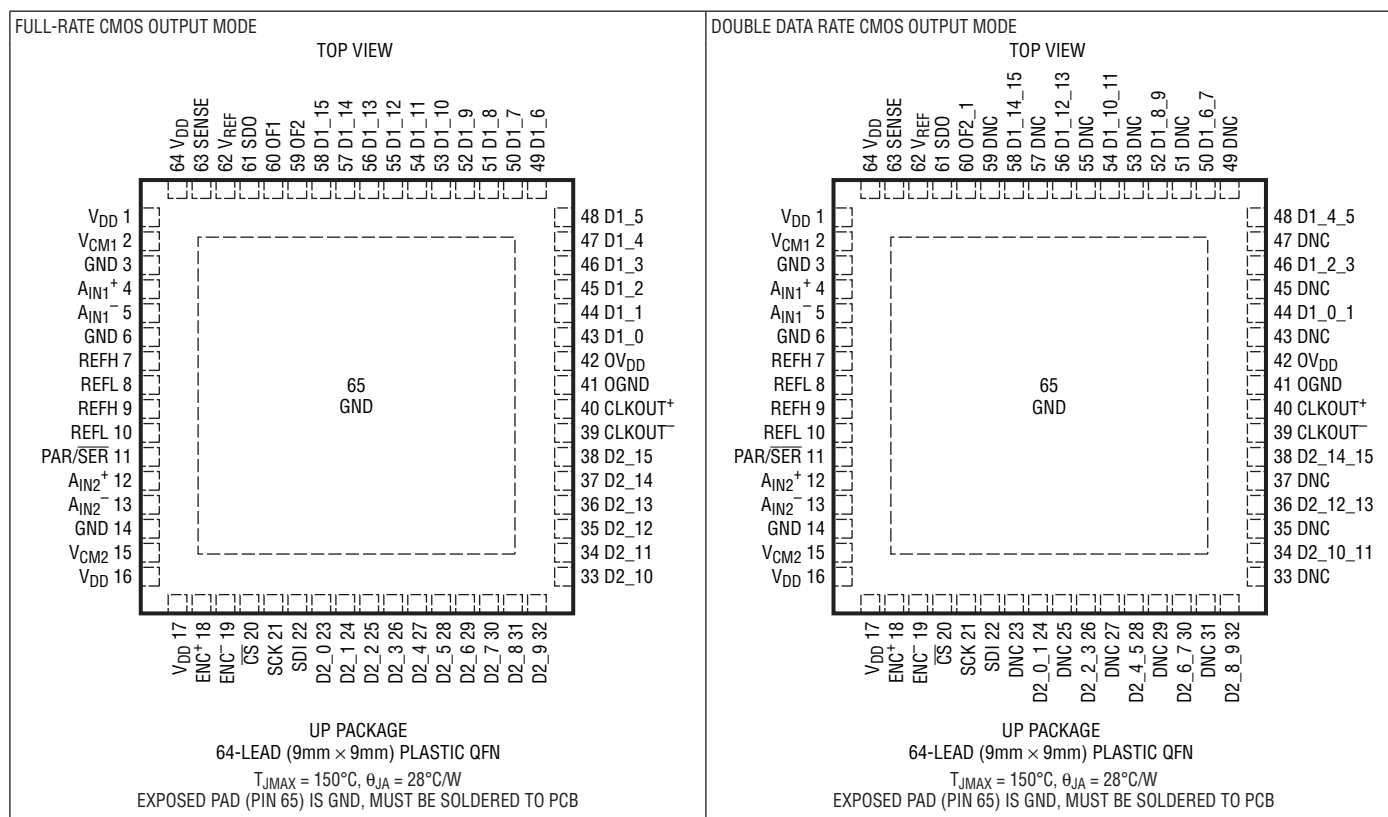 FULL-RATE CMOS OUTPUT MODE
TOP VIEW
64 VDD
63 SENSE
62 VREF
61 SDO
60 OF1
59 OF2
58 D1_15
57 D1_14
56 D1_13
55 D1_12
54 D1_11
53 D1_10
52 D1_9
51 D1_8
50 D1_7
49 D1_6
VDD 1
VCM1 2
GND 3
AIN1+ 4
AIN1– 5
GND 6
REFH 7
REFL 8
REFH 9
REFL 10
PAR/SER 11
AIN2+ 12
AIN2– 13
GND 14
VCM2 15
VDD 16
65
GND
48 D1_5
47 D1_4
46 D1_3
45 D1_2
44 D1_1
43 D1_0
42 OVDD
41 OGND
40 CLKOUT+
39 CLKOUT–
38 D2_15
37 D2_14
36 D2_13
35 D2_12
34 D2_11
33 D2_10
VDD 17
ENC+ 18
ENC– 19
CS 20
SCK 21
SDI 22
D2_0 23
D2_1 24
D2_2 25
D2_3 26
D2_4 27
D2_5 28
D2_6 29
D2_7 30
D2_8 31
D2_9 32
UP PACKAGE
64-LEAD (9mm × 9mm) PLASTIC QFN
TJMAX = 150°C, θJA = 28°C/W
EXPOSED PAD (PIN 65) IS GND, MUST BE SOLDERED TO PCB
DOUBLE DATA RATE CMOS OUTPUT MODE
TOP VIEW
64 VDD
63 SENSE
62 VREF
61 SDO
60 OF2_1
59 DNC
58 D1_14_15
57 DNC
56 D1_12_13
55 DNC
54 D1_10_11
53 DNC
52 D1_8_9
51 DNC
50 D1_6_7
49 DNC
VDD 1
VCM1 2
GND 3
AIN1+ 4
AIN1– 5
GND 6
REFH 7
REFL 8
REFH 9
REFL 10
PAR/SER 11
AIN2+ 12
AIN2– 13
GND 14
VCM2 15
VDD 16
65
GND
48 D1_4_5
47 DNC
46 D1_2_3
45 DNC
44 D1_0_1
43 DNC
42 OVDD
41 OGND
40 CLKOUT+
39 CLKOUT–
38 D2_14_15
37 DNC
36 D2_12_13
35 DNC
34 D2_10_11
33 DNC
VDD 17
ENC+ 18
ENC– 19
CS 20
SCK 21
SDI 22
DNC 23
D2_0_1 24
DNC 25
D2_2_3 26
DNC 27
D2_4_5 28
DNC 29
D2_6_7 30
DNC 31
D2_8_9 32
UP PACKAGE
64-LEAD (9mm × 9mm) PLASTIC QFN
TJMAX = 150°C, θJA = 28°C/W
EXPOSED PAD (PIN 65) IS GND, MUST BE SOLDERED TO PCB